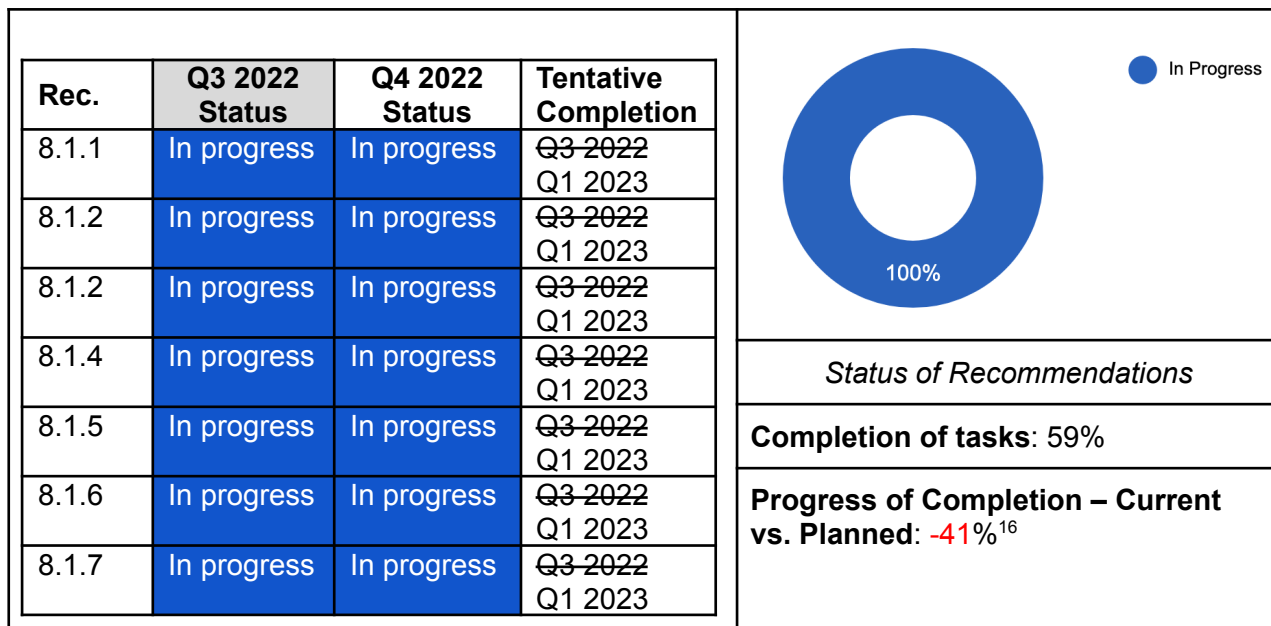 Rec.
Q3 2022
Status
Q4 2022
Status
Tentative
Completion
8.1.1
In progress
In progress
Q3 2022
Q1 2023
8.1.2
In progress
In progress
Q3 2022
Q1 2023
8.1.2
In progress
In progress
Q3 2022
Q1 2023
8.1.4
In progress
In progress
Q3 2022
Q1 2023
8.1.5
In progress
In progress
Q3 2022
Q1 2023
8.1.6
In progress
In progress
Q3 2022
Q1 2023
8.1.7
In progress
In progress
Q3 2022
Q1 2023
In Progress
100%
Status of Recommendations
Completion of tasks: 59%
Progress of Completion – Current
vs. Planned: -41%16